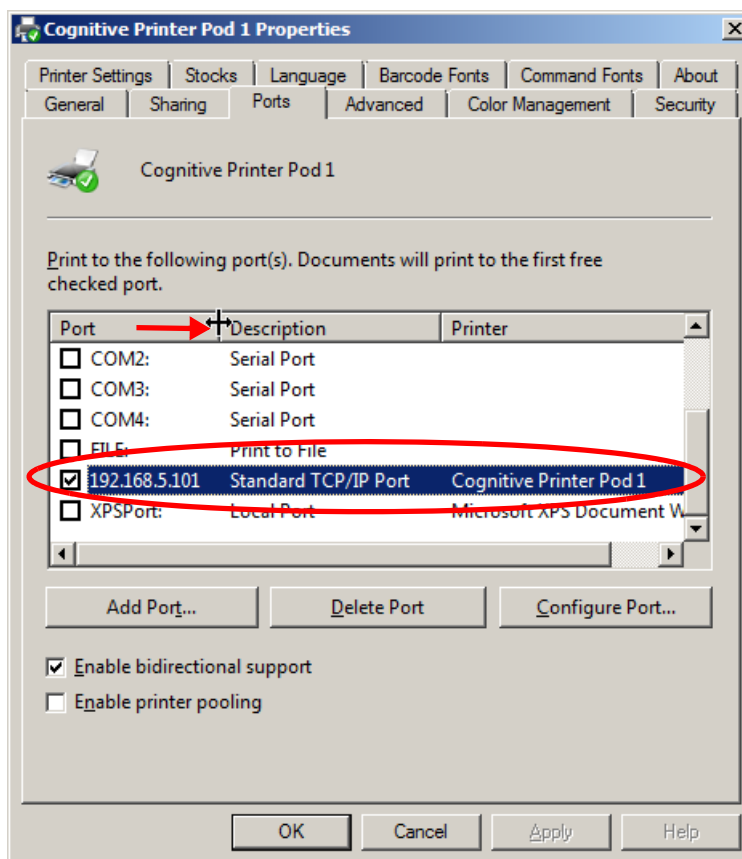 Cognitive Printer Pod 1 Properties
Printer Settings Stocks Language Barcode Fonts Command Fonts About
General Sharing Ports Advanced Color Management Security
Cognitive Printer Pod 1
Print to the following port(s). Documents will print to the first free
checked port.
Port Description Printer
COM2: Serial Port
COM3: Serial Port
COM4: Serial Port
FILE: Print to File
192.168.5.101 Standard TCP/IP Port Cognitive Printer Pod 1
XPSPort: Local Port Microsoft XPS Document W
Add Port... Delete Port Configure Port...
Enable bidirectional support
Enable printer pooling
OK Cancel Apply Help